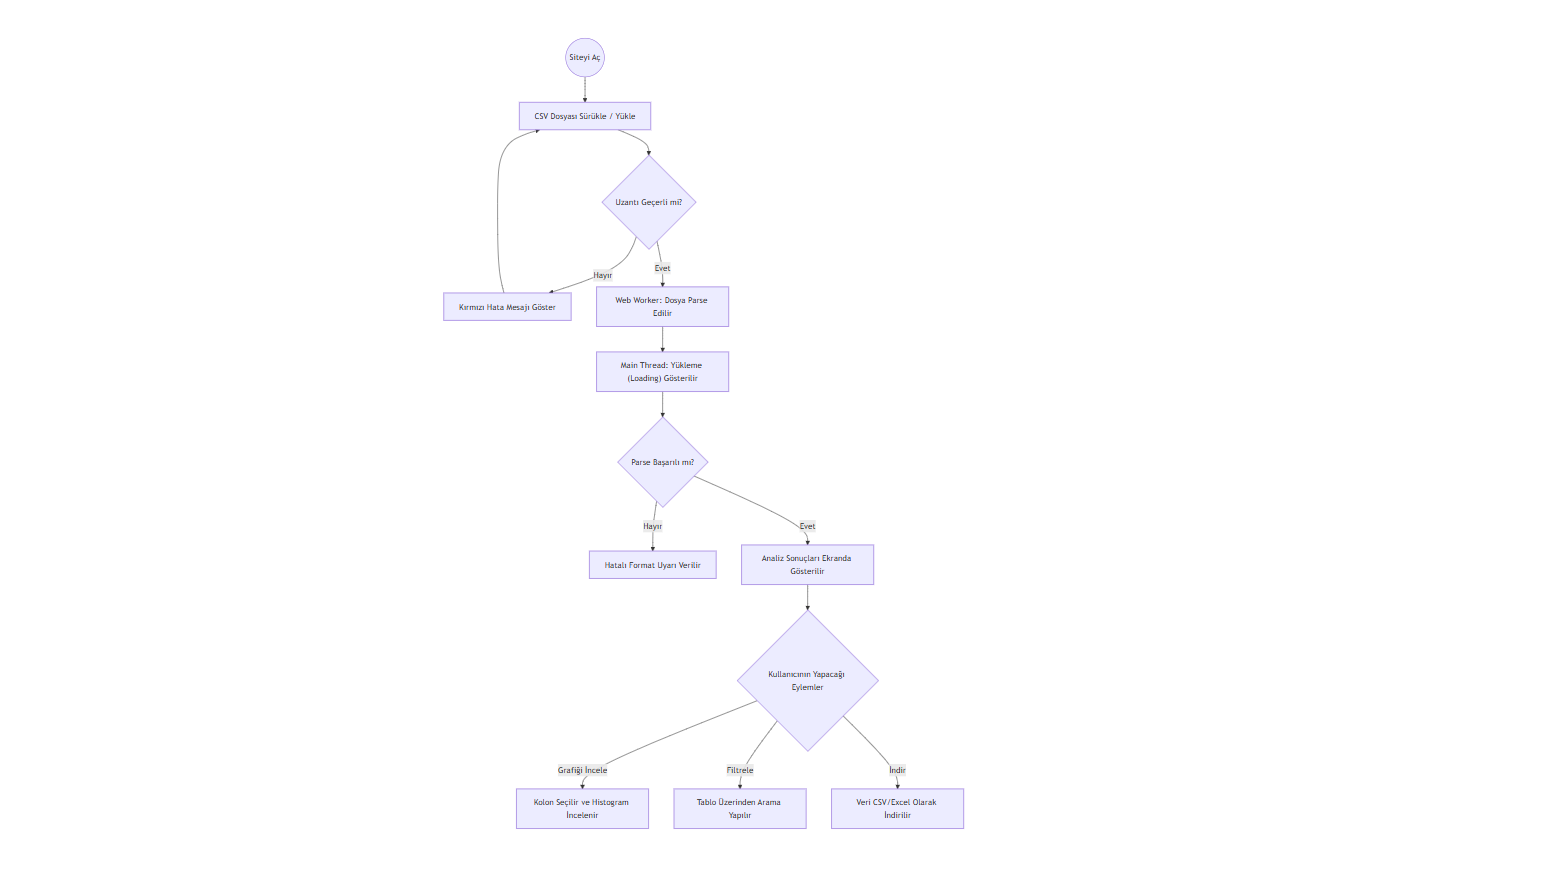 Siteyi Aç
CSV Dosyası Sürükle / Yükle
Uzantı Geçerli mi?
Hayır
Evet
Kırmızı Hata Mesajı Göster
Web Worker: Dosya Parse
Edilir
Main Thread: Yükleme
(Loading) Gösterilir
Parse Başarılı mı?
Hayır
Evet
Hatalı Format Uyarı Verilir
Analiz Sonuçları Ekranda
Gösterilir
Kullanıcının Yapacağı
Eylemler
Grafiği İncele
Filtrele
İndir
Kolon Seçilir ve Histogram
İncelenir
Tablo Üzerinden Arama
Yapılır
Veri CSV/Excel Olarak
İndirilir